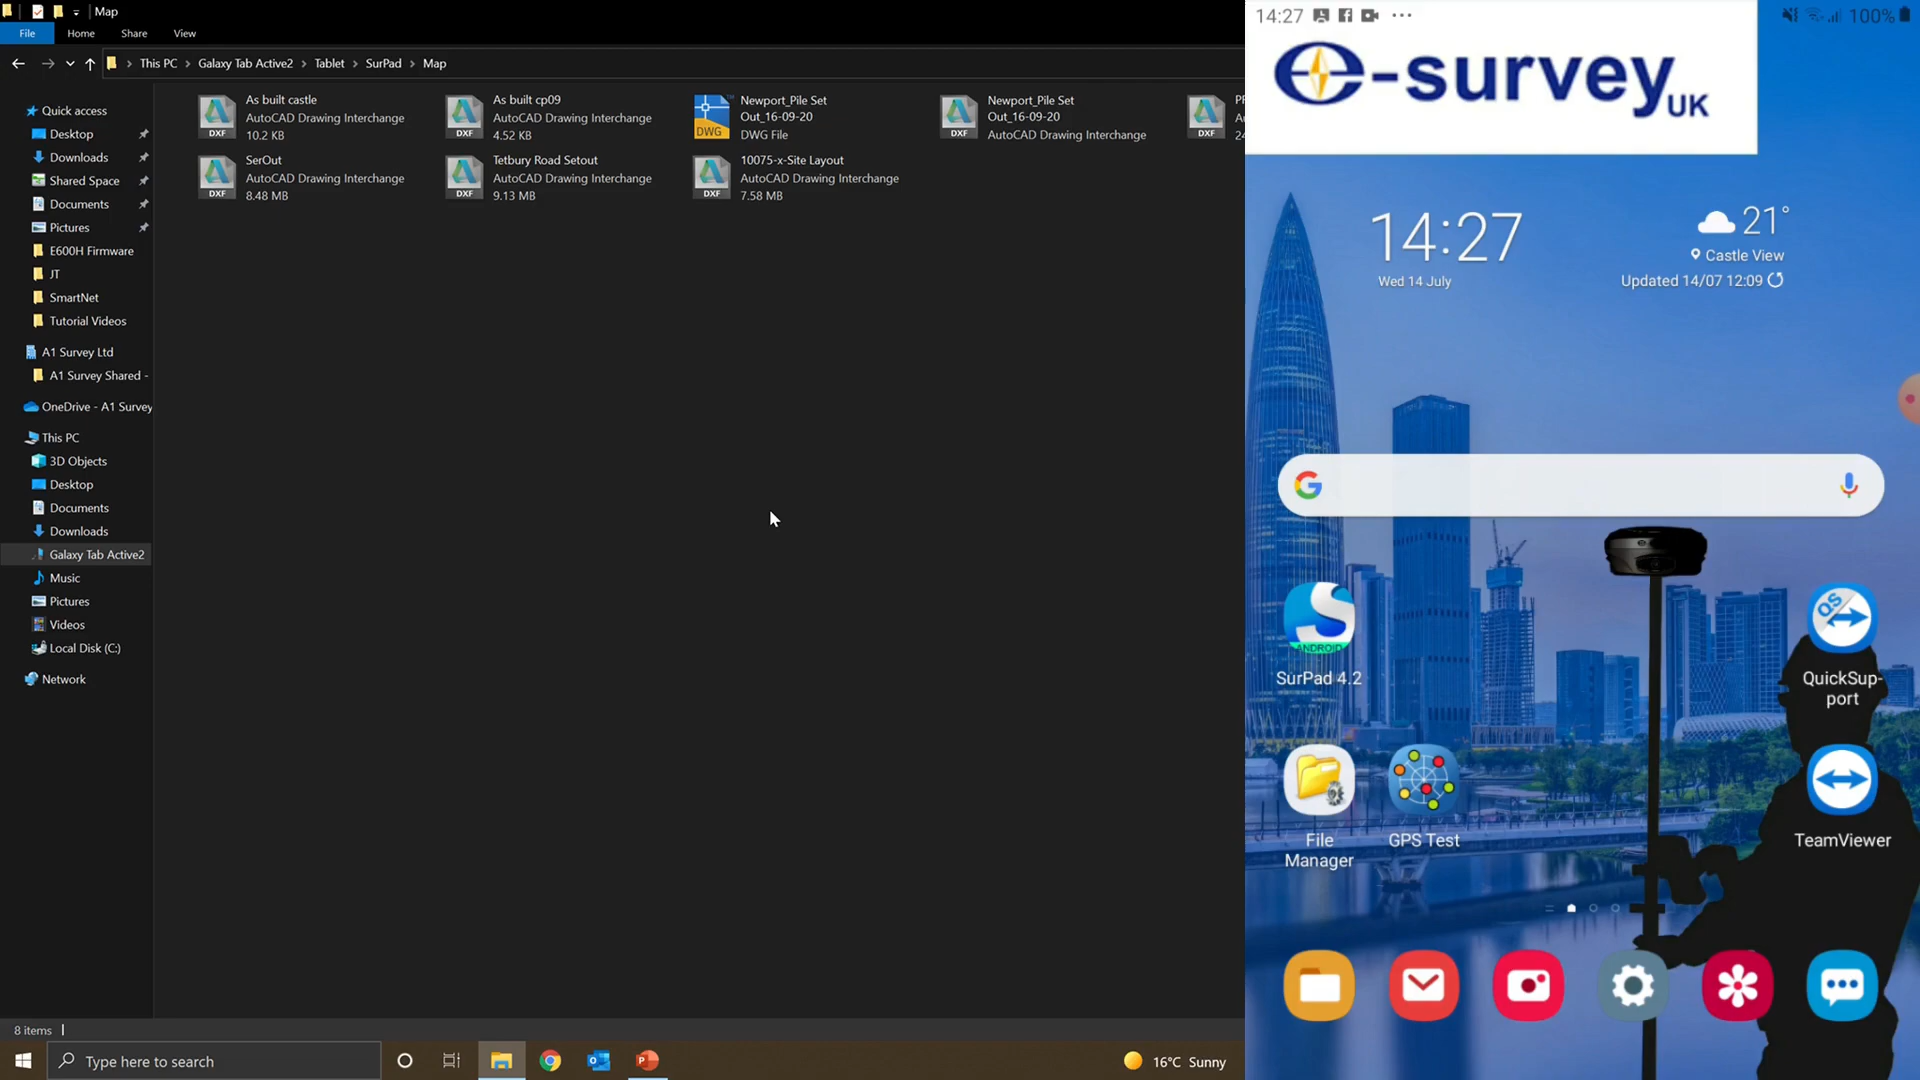 Map
File Home Share View
This PC Galaxy Tab Active2 Tablet SurPad Map
Quick access
Desktop
Downloads
Shared Space
Documents
Pictures
E600H Firmware
JT
SmartNet
Tutorial Videos
A1 Survey Ltd
A1 Survey Shared -
OneDrive - A1 Survey
This PC
3D Objects
Desktop
Documents
Downloads
Galaxy Tab Active2
Music
Pictures
Videos
Local Disk (C:)
Network
As built castle
AutoCAD Drawing Interchange
10.2 KB
DXF
As built cp09
AutoCAD Drawing Interchange
4.52 KB
DXF
Newport_Pile Set
Out_16-09-20
DWG File
DWG
Newport_Pile Set
Out_16-09-20
AutoCAD Drawing Interchange
DXF
DXF
SerOut
AutoCAD Drawing Interchange
8.48 MB
DXF
Tetbury Road Setout
AutoCAD Drawing Interchange
9.13 MB
DXF
10075-x-Site Layout
AutoCAD Drawing Interchange
7.58 MB
DXF
8 items
Type here to search
16°C Sunny
14:27
100%
e-survey UK
14:27
Wed 14 July
21°
Castle View
Updated 14/07 12:09
ANDROID
SurPad 4.2
QS
QuickSup-
port
File
Manager
GPS Test
TeamViewer